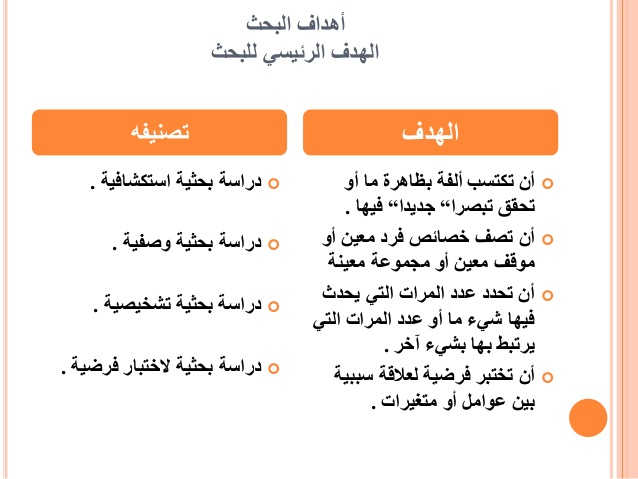 أهداف البحث
الهدف الرئيسي للبحث
الهدف
أن تكتسب ألفة بظاهرة ما أو
تحقق تبصرا“ جديدا“ فيها .
أن تصف خصائص فرد معين أو
موقف معين أو مجموعة معينة
أن تحدد عدد المرات التي يحدث
فيها شيء ما أو عدد المرات التي
يرتبط بها بشيء آخر .
أن تختبر فرضية لعلاقة سببية
بين عوامل أو متغيرات .
تصنيفه
دراسة بحثية استكشافية .
دراسة بحثية وصفية .
دراسة بحثية تشخيصية .
دراسة بحثية لاختبار فرضية .